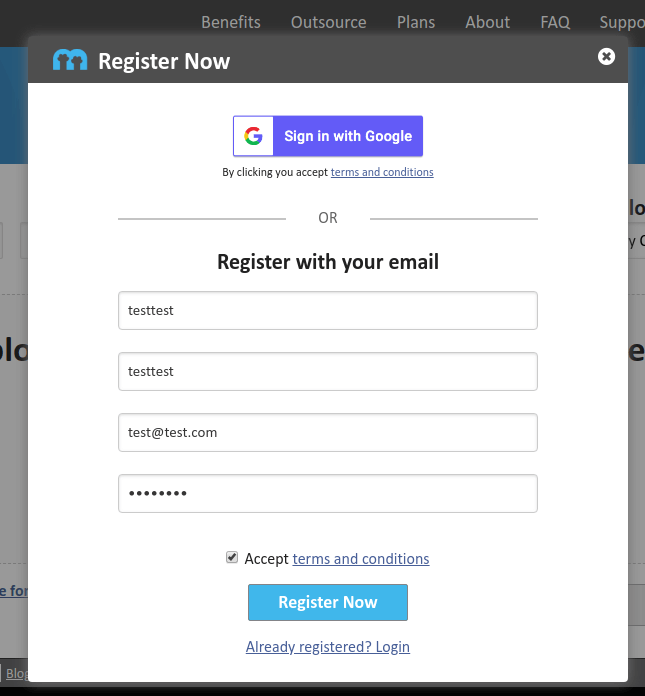 Benefits Outsource Plans About FAQ Suppo
Register Now
Sign in with Google
By clicking you accept terms and conditions
OR
Register with your email
testtest
testtest
test@test.com
••••••••
Accept terms and conditions
Register Now
Already registered? Login
Blog